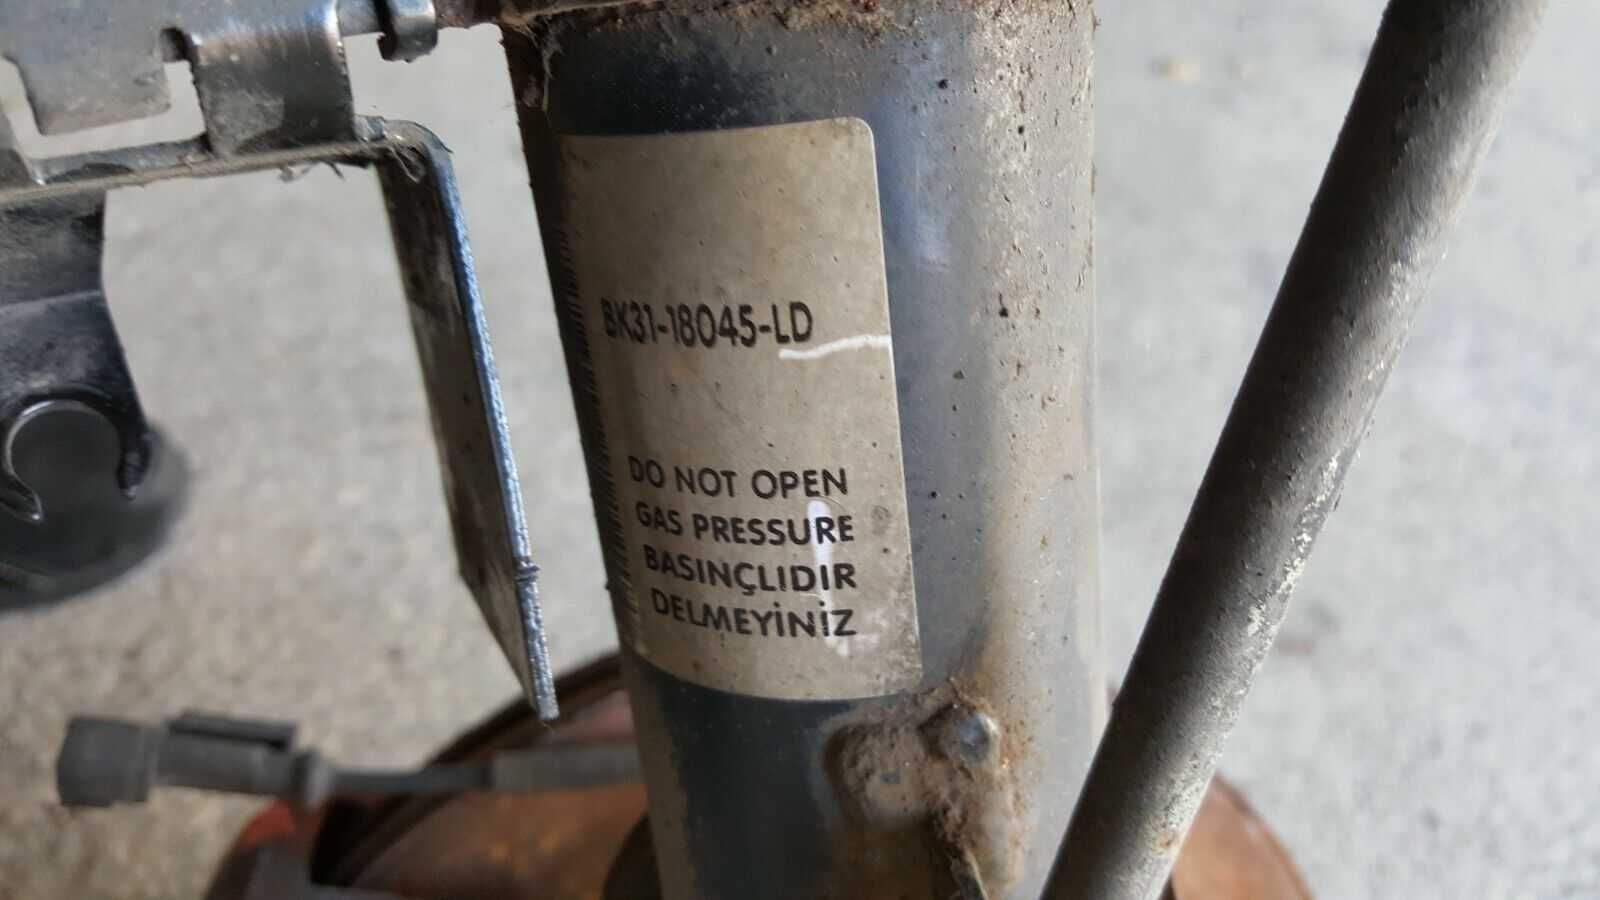 BK31-18045-LD
DO NOT OPEN
GAS PRESSURE
BASINÇLIDIR
DELMEYİNİZ